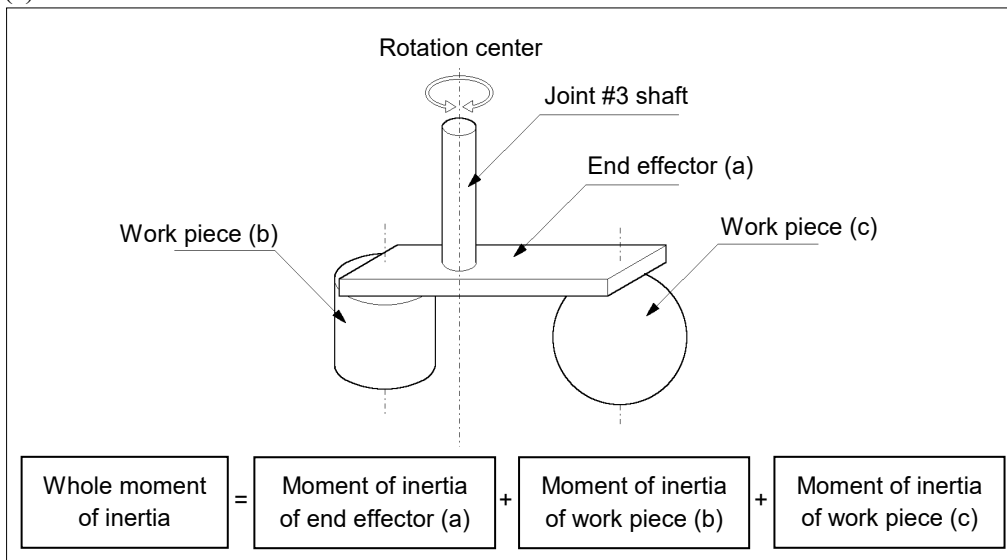 Rotation center
Joint #3 shaft
End effector (a)
Work piece (b)
Work piece (c)
Whole moment
of inertia
=
Moment of inertia
of end effector (a)
+
Moment of inertia
of work piece (b)
+
Moment of inertia
of work piece (c)